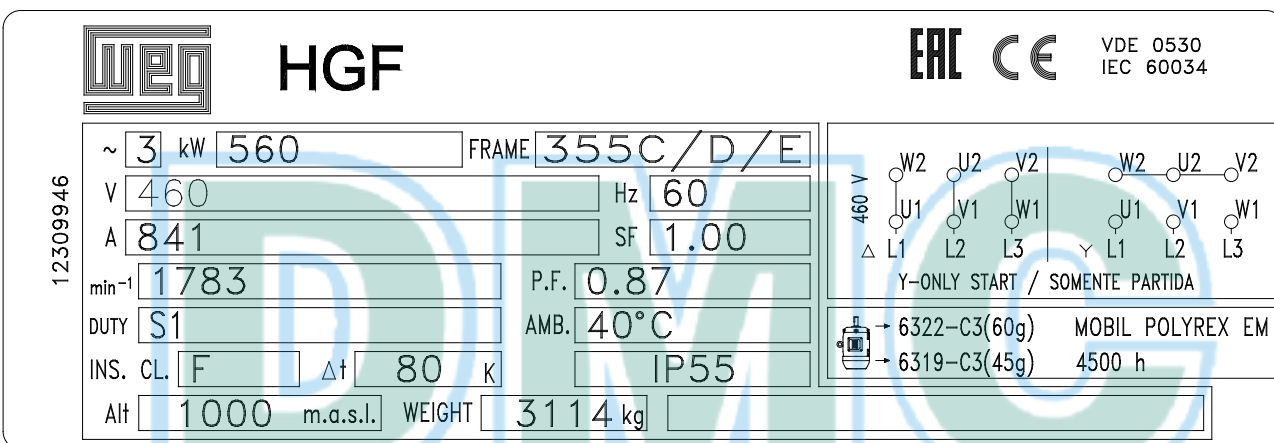 WEG HGF EAC CE VDE 0530
IEC 60034
12309946
~ 3 kW 560 FRAME 355C/D/E
V 460 Hz 60
A 841 SF 1.00
min-1 1783 P.F. 0.87
DUTY S1 AMB. 40°C
INS. CL. F Δt 80 K IP55
Alt 1000 m.a.s.l. WEIGHT 3114 kg
460 V
W2 U2 V2 W2 U2 V2
U1 V1 W1 U1 V1 W1
Δ L1 L2 L3 Y L1 L2 L3
Y-ONLY START / SOMENTE PARTIDA
6322-C3(60g) MOBIL POLYREX EM
6319-C3(45g) 4500 h
DMC